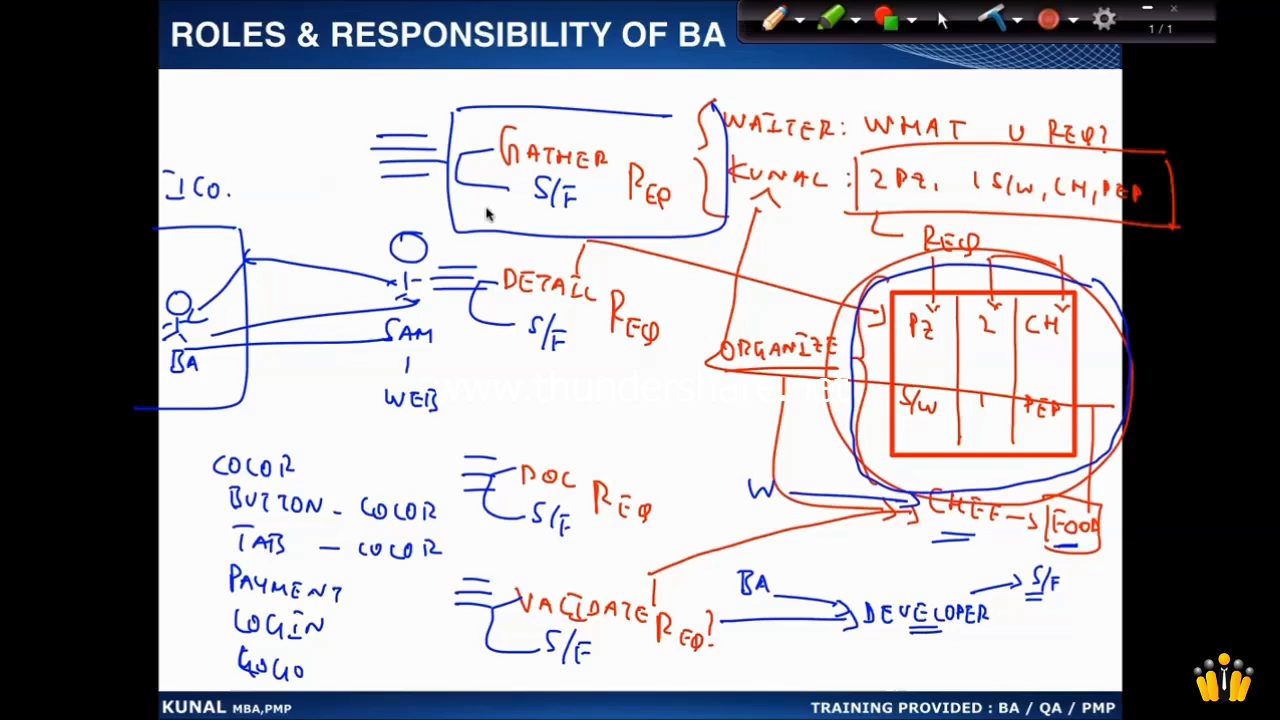 ROLES & RESPONSIBILITY OF BA
1 / 1
WAITER: WHAT U REQ?
GATHER REQ
S/F
KUNAL : 2 PZ, 1 S/W, CH, PEP
ICO.
REQ
DETAIL REQ
S/F
PZ 2 CH
SAM
BA
ORGANIZE
WEB
www.thundershare.net
S/W 1 PEP
COLOR
BUTTON - COLOR
DOC REQ
S/F
W
CHEF → FOOD
TAB - COLOR
PAYMENT
BA
S/F
VALIDATE REQ?
S/F
DEVELOPER
LOGIN
KUNAL MBA,PMP
TRAINING PROVIDED : BA / QA / PMP